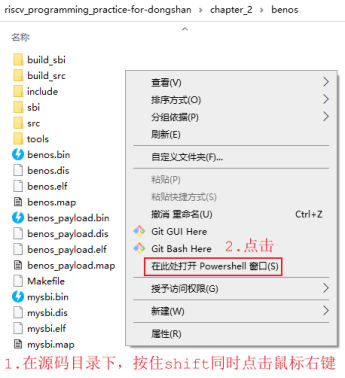 riscv_programming_practice-for-dongshan > chapter_2 > benos
名称
build_sbi
build_src
include
sbi
src
tools
benos.bin
benos.dis
benos.elf
benos.map
benos_payload.bin
benos_payload.dis
benos_payload.elf
benos_payload.map
Makefile
mysbi.bin
mysbi.dis
mysbi.elf
mysbi.map
查看(V)
排序方式(O)
分组依据(P)
刷新(E)
自定义文件夹(F)...
粘贴(P)
粘贴快捷方式(S)
撤消 重命名(U) Ctrl+Z
Git GUI Here
Git Bash Here
2.点击
在此处打开 Powershell 窗口(S)
授予访问权限(G)
新建(W)
属性(R)
1.在源码目录下，按住shift同时点击鼠标右键